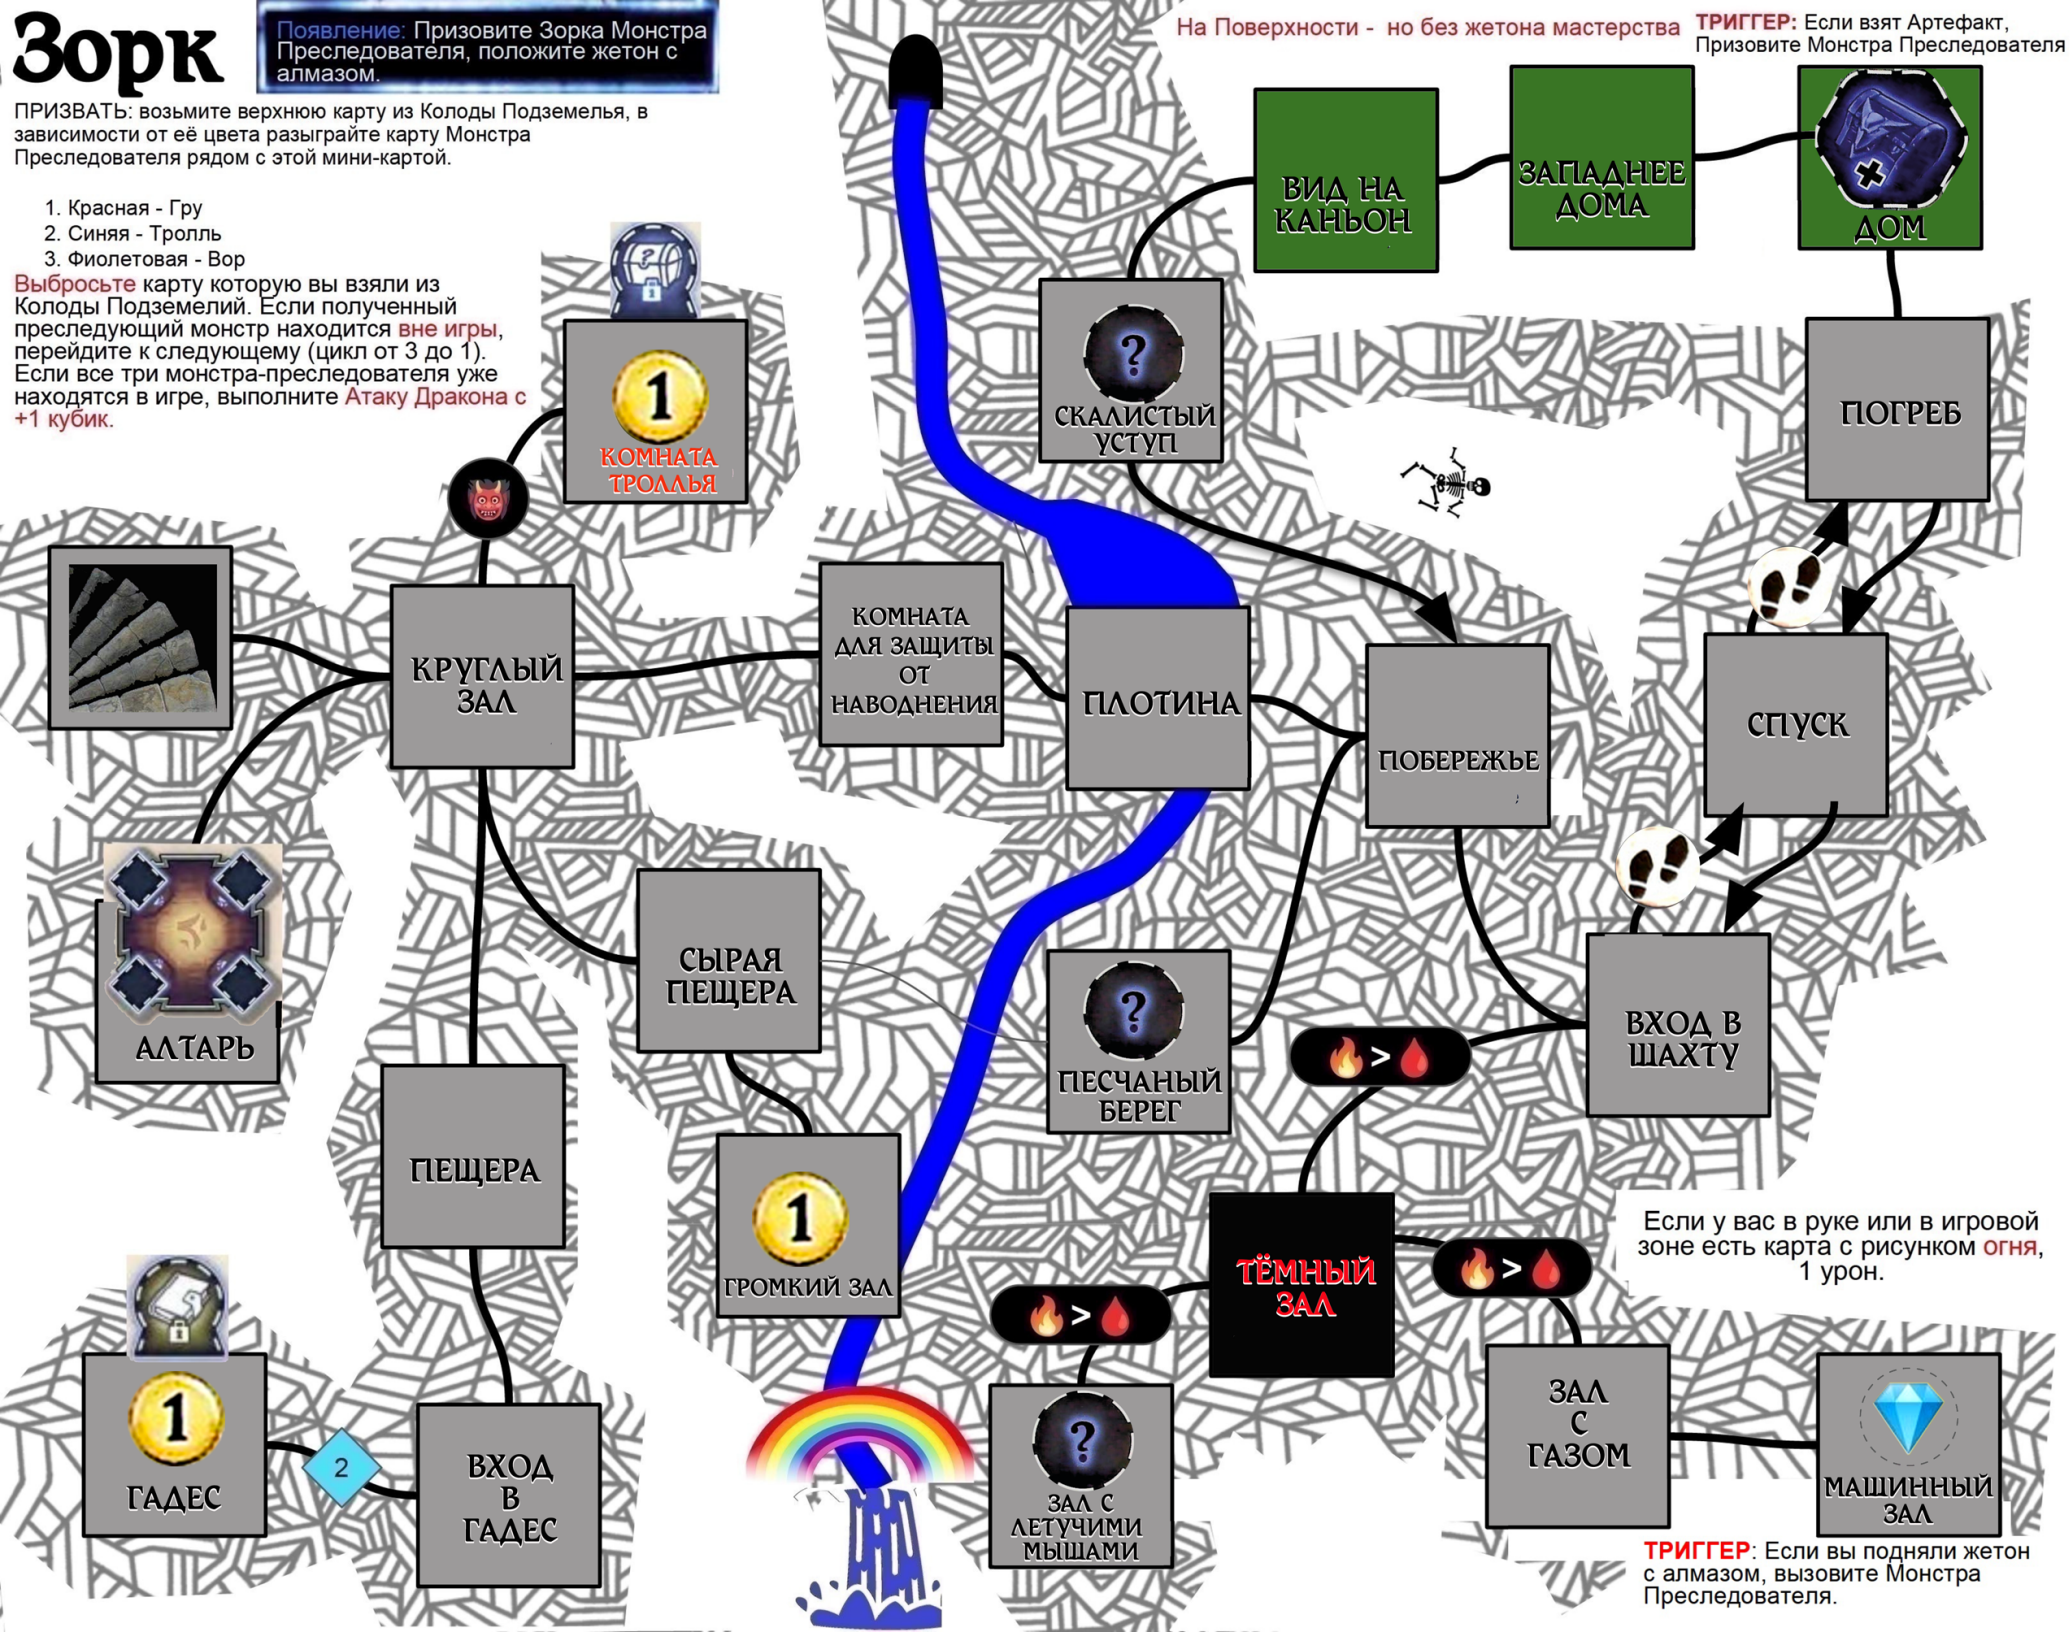 Зорк
Появление: Призовите Зорка Монстра
Преследователя, положите жетон с
алмазом.
ПРИЗВАТЬ: возьмите верхнюю карту из Колоды Подземелья, в
зависимости от её цвета разыграйте карту Монстра
Преследователя рядом с этой мини-картой.
1. Красная - Гру
2. Синяя - Тролль
3. Фиолетовая - Вор
Выбросьте карту которую вы взяли из
Колоды Подземелий. Если полученный
преследующий монстр находится вне игры,
перейдите к следующему (цикл от 3 до 1).
Если все три монстра-преследователя уже
находятся в игре, выполните Атаку Дракона с
+1 кубик.
На Поверхности - но без жетона мастерства
ТРИГГЕР: Если взят Артефакт,
Призовите Монстра Преследователя
ВИД НА
КАНЬОН
ЗАПАДНЕЕ
ДОМА
ДОМ
?
СКАЛИСТЫЙ
УСТУП
ПОГРЕБ
?
1
КОМНАТА
ТРОЛЛЬЯ
КРУГЛЫЙ
ЗАЛ
КОМНАТА
ДЛЯ ЗАЩИТЫ
ОТ
НАВОДНЕНИЯ
ПЛОТИНА
ПОБЕРЕЖЬЕ
СПУСК
АЛТАРЬ
СЫРАЯ
ПЕЩЕРА
?
ПЕСЧАНЫЙ
БЕРЕГ
>
ВХОД В
ШАХТУ
ПЕЩЕРА
1
ГРОМКИЙ ЗАЛ
ТЁМНЫЙ
ЗАЛ
>
>
Если у вас в руке или в игровой
зоне есть карта с рисунком огня,
1 урон.
1
ГАДЕС
2
ВХОД
В
ГАДЕС
?
ЗАЛ С
ЛЕТУЧИМИ
МЫШАМИ
ЗАЛ
С
ГАЗОМ
МАШИННЫЙ
ЗАЛ
ТРИГГЕР: Если вы подняли жетон
с алмазом, вызовите Монстра
Преследователя.